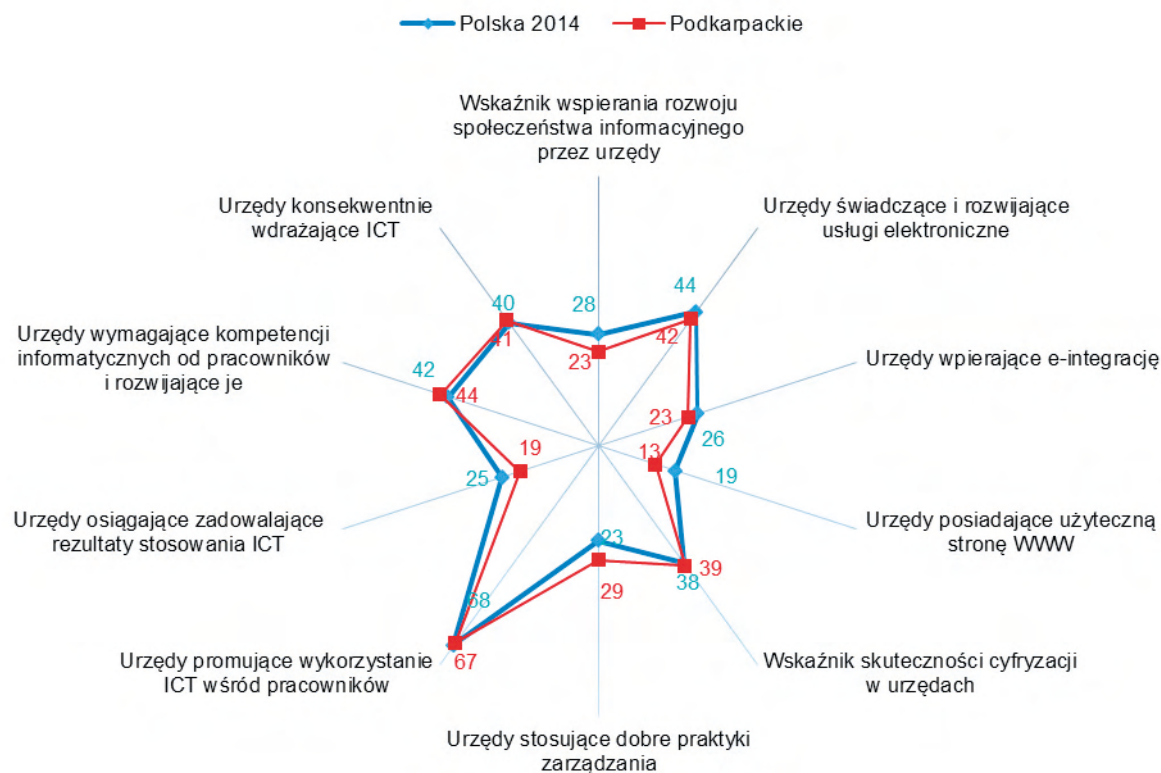 Polska 2014
Podkarpackie
Wskaźnik wspierania rozwoju
społeczeństwa informacyjnego
przez urzędy
Urzędy konsekwentnie
wdrażające ICT
Urzędy świadczące i rozwijające
usługi elektroniczne
40
28
44
41
23
42
Urzędy wymagające kompetencji
informatycznych od pracowników
i rozwijające je
Urzędy wpierające e-integrację
42
44
23
26
19
13
25
19
Urzędy osiągające zadowalające
rezultaty stosowania ICT
Urzędy posiadające użyteczną
stronę WWW
23
39
38
29
68
67
Urzędy promujące wykorzystanie
ICT wśród pracowników
Wskaźnik skuteczności cyfryzacji
w urzędach
Urzędy stosujące dobre praktyki
zarządzania